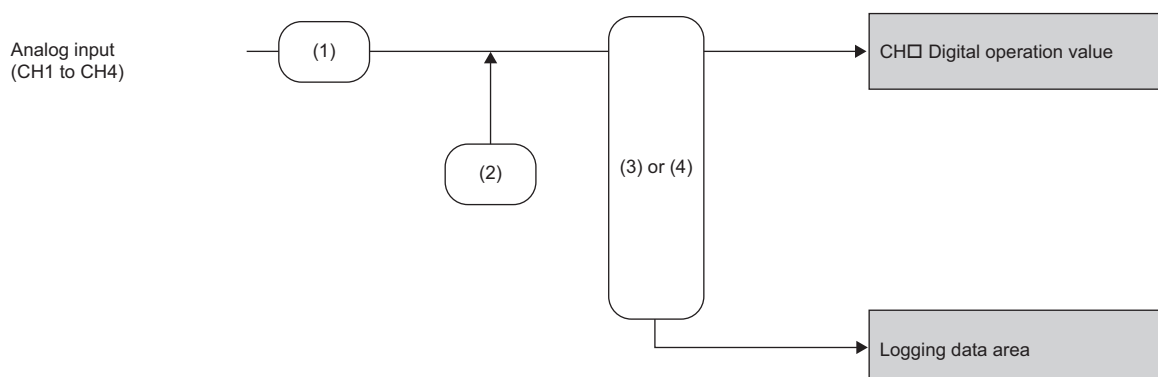 Analog input
(CH1 to CH4)
(1)
CH□ Digital operation value
(2)
(3) or (4)
Logging data area